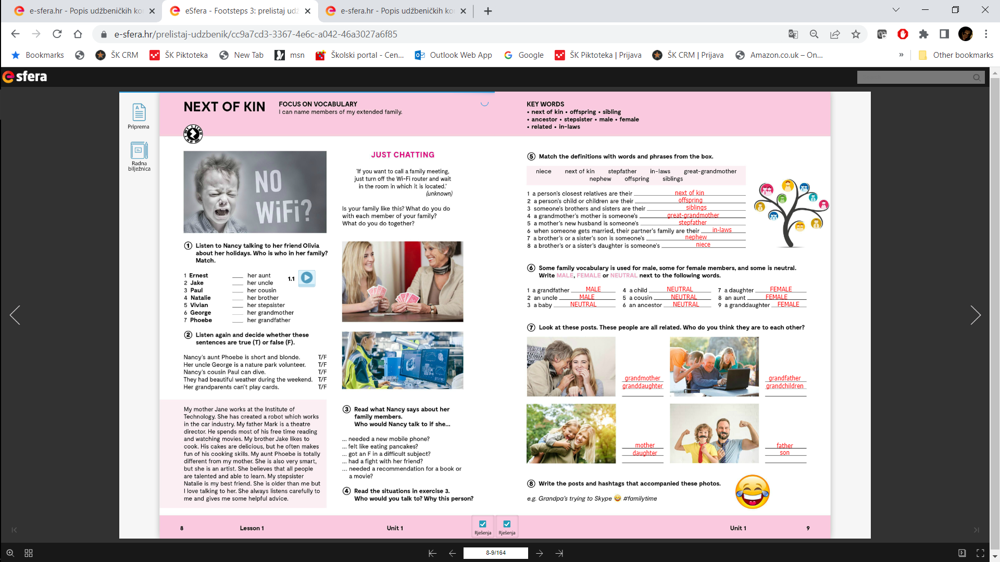 e-sfera.hr - Popis udžbeničkih ko
eSfera - Footsteps 3: prelistaj udž
e-sfera.hr - Popis udžbeničkih ko
e-sfera.hr/prelistaj-udzbenik/cc9a7cd3-3367-4e6c-a042-46a3027a6f85
Bookmarks
ŠK CRM
ŠK Piktoteka
New Tab
msn
Školski portal - Cen...
Outlook Web App
Google
ŠK Piktoteka | Prijava
ŠK CRM | Prijava
Amazon.co.uk – On...
»
Other bookmarks
esfera
Priprema
Radna
bilježnica
NEXT OF KIN
FOCUS ON VOCABULARY
I can name members of my extended family.
NO
WiFi?
1 Listen to Nancy talking to her friend Olivia
about her holidays. Who is who in her family?
Match.
1 Ernest ___ her aunt
2 Jake ___ her uncle
3 Paul ___ her cousin
4 Natalie ___ her brother
5 Vivian ___ her stepsister
6 George ___ her grandmother
7 Phoebe ___ her grandfather
1.1
2 Listen again and decide whether these
sentences are true (T) or false (F).
Nancy's aunt Phoebe is short and blonde. T/F
Her uncle George is a nature park volunteer. T/F
Nancy's cousin Paul can dive. T/F
They had beautiful weather during the weekend. T/F
Her grandparents can't play cards. T/F
My mother Jane works at the Institute of
Technology. She has created a robot which works
in the car industry. My father Mark is a theatre
director. He spends most of his free time reading
and watching movies. My brother Jake likes to
cook. His cakes are delicious, but he often makes
fun of his cooking skills. My aunt Phoebe is totally
different from my mother. She is also very smart,
but she is an artist. She believes that all people
are talented and able to learn. My stepsister
Natalie is my best friend. She is older than me but
I love talking to her. She always listens carefully to
me and gives me some helpful advice.
JUST CHATTING
'If you want to call a family meeting,
just turn off the Wi-Fi router and wait
in the room in which it is located.'
(unknown)
Is your family like this? What do you do
with each member of your family?
What do you do together?
3 Read what Nancy says about her
family members.
Who would Nancy talk to if she...
... needed a new mobile phone?
... felt like eating pancakes?
... got an F in a difficult subject?
... had a fight with her friend?
... needed a recommendation for a book or
a movie?
4 Read the situations in exercise 3.
Who would you talk to? Why this person?
8 Lesson 1 Unit 1
Rješenja
KEY WORDS
• next of kin • offspring • sibling
• ancestor • stepsister • male • female
• related • in-laws
5 Match the definitions with words and phrases from the box.
niece next of kin stepfather in-laws great-grandmother
nephew offspring siblings
1 a person's closest relatives are their next of kin
2 a person's child or children are their offspring
3 someone's brothers and sisters are their siblings
4 a grandmother's mother is someone's great-grandmother
5 a mother's new husband is someone's stepfather
6 when someone gets married, their partner's family are their in-laws
7 a brother's or a sister's son is someone's nephew
8 a brother's or a sister's daughter is someone's niece
6 Some family vocabulary is used for male, some for female members, and some is neutral.
Write MALE, FEMALE or NEUTRAL next to the following words.
1 a grandfather MALE 4 a child NEUTRAL 7 a daughter FEMALE
2 an uncle MALE 5 a cousin NEUTRAL 8 an aunt FEMALE
3 a baby NEUTRAL 6 an ancestor NEUTRAL 9 a granddaughter FEMALE
7 Look at these posts. These people are all related. Who do you think they are to each other?
grandmother
granddaughter
grandfather
grandchildren
mother
daughter
father
son
8 Write the posts and hashtags that accompanied these photos.
e.g. Grandpa's trying to Skype 😂 #familytime
Rješenja
Unit 1 9
8-9/164